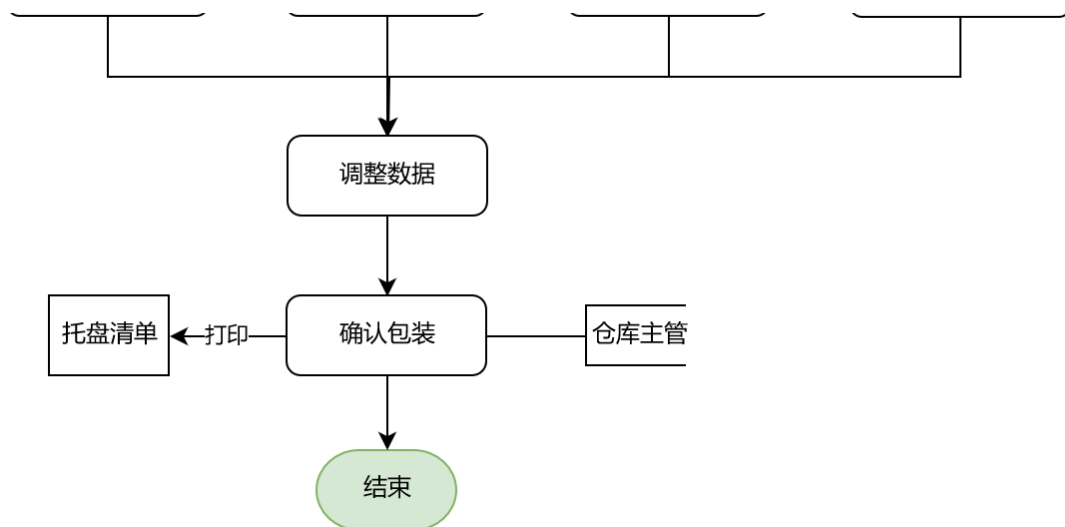 调整数据
托盘清单
打印
确认包装
仓库主管
结束